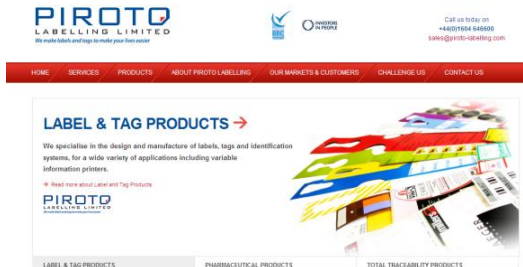 PIROTO
LABELLING LIMITED
We make labels and tags to make your lives easier
INVESTORS
IN PEOPLE
Call us today on
+44(0)1604 646600
sales@piroto-labelling.com
HOME SERVICES PRODUCTS ABOUT PIROTO LABELLING OUR MARKETS & CUSTOMERS CHALLENGE US CONTACT US
LABEL & TAG PRODUCTS →
We specialise in the design and manufacture of labels, tags and identification
systems, for a wide variety of applications including variable
information printers.
→ Read more about Label and Tag Products
PIROTO
LABELLING LIMITED
LABEL & TAG PRODUCTS PHARMACEUTICAL PRODUCTS TOTAL TRACEABILITY PRODUCTS